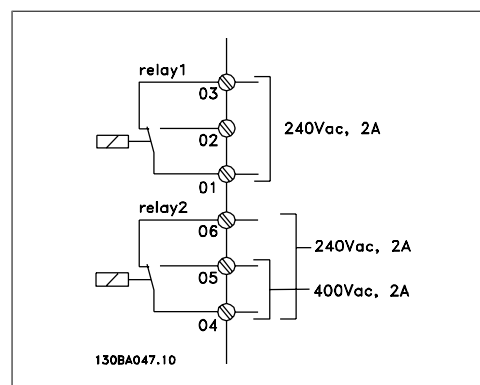 relay1
03
02
240Vac, 2A
01
relay2
06
240Vac, 2A
05
400Vac, 2A
04
130BA047.10